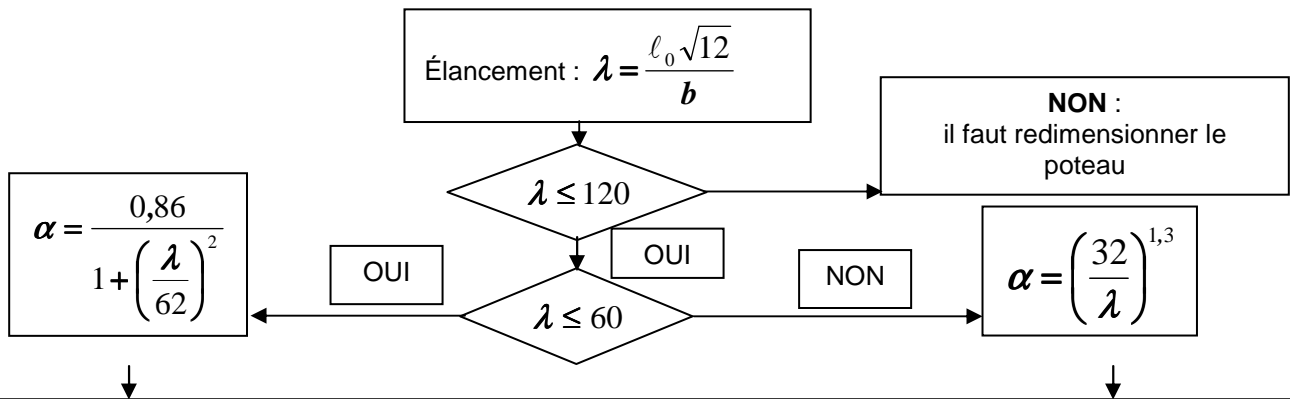 Élancement : λ = ℓ₀√12 / b
NON :
il faut redimensionner le
poteau
λ ≤ 120
α = 0,86 / (1 + (λ/62)²)
OUI
OUI
NON
α = (32/λ)^1,3
λ ≤ 60